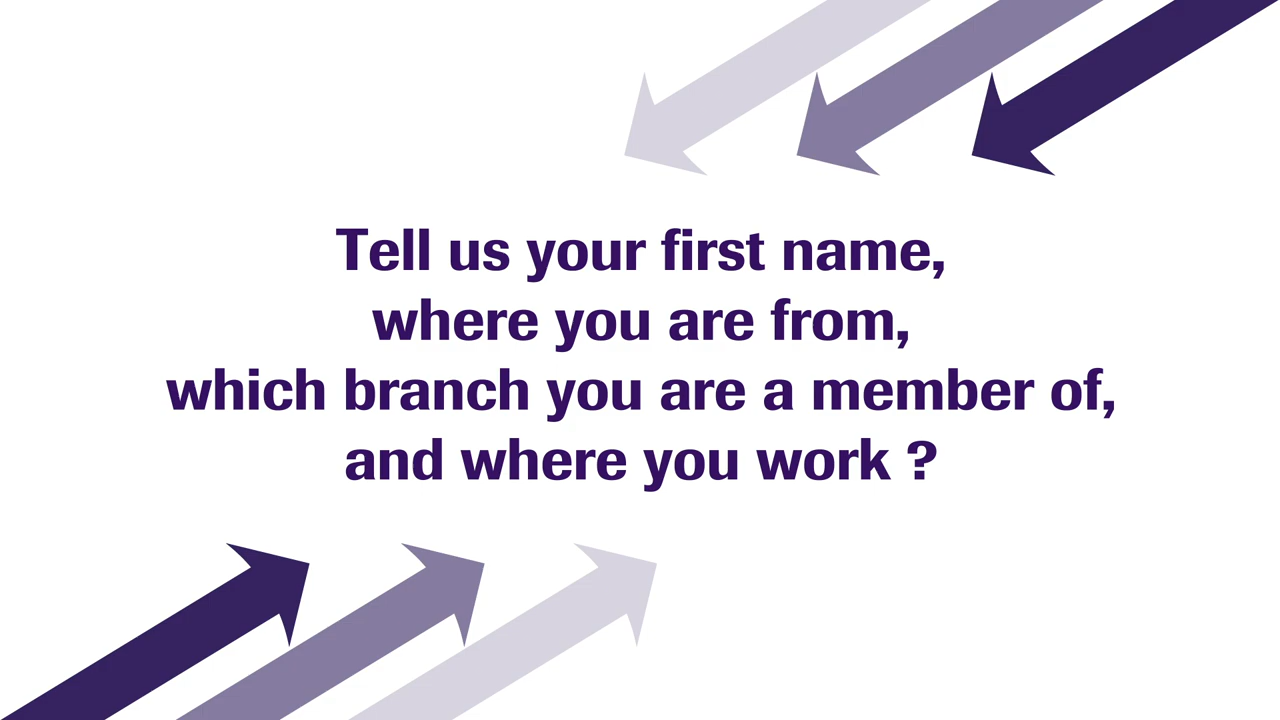 Tell us your first name,
where you are from,
which branch you are a member of,
and where you work ?